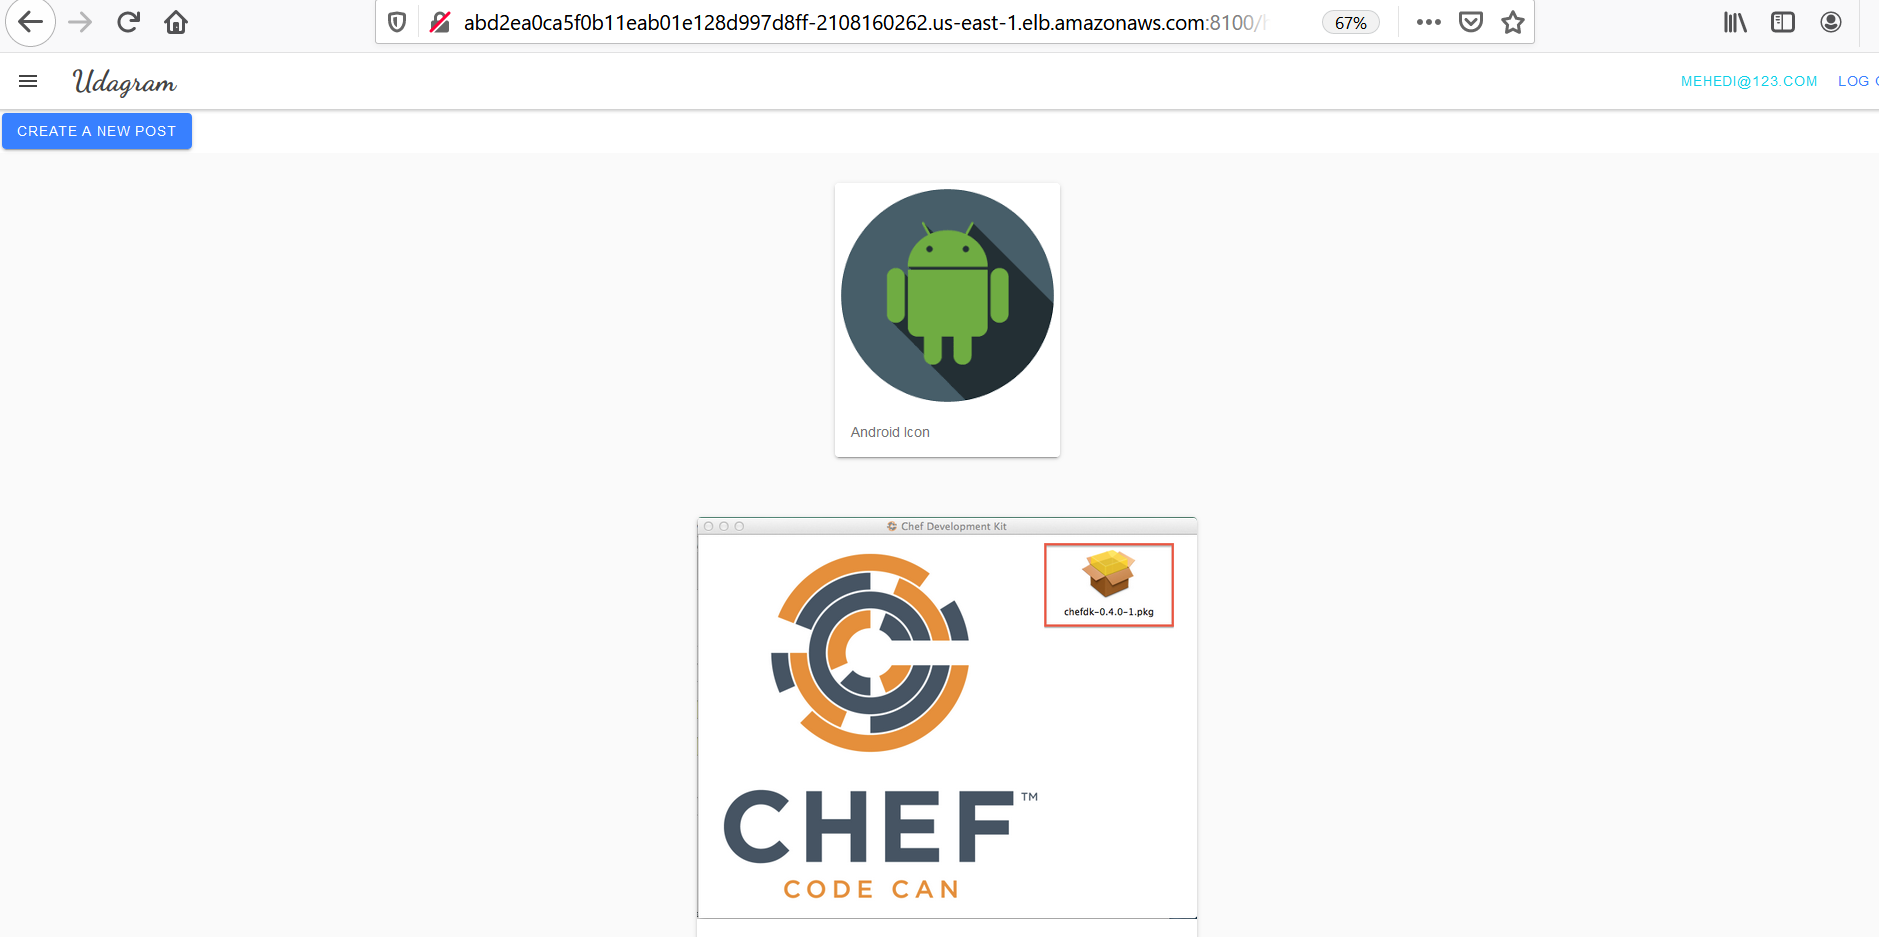 abd2ea0ca5f0b11eab01e128d997d8ff-2108160262.us-east-1.elb.amazonaws.com:8100/h
67%
Udagram
MEHEDI@123.COM
LOG
CREATE A NEW POST
Android Icon
Chef Development Kit
chefdk-0.4.0-1.pkg
CHEF™
CODE CAN